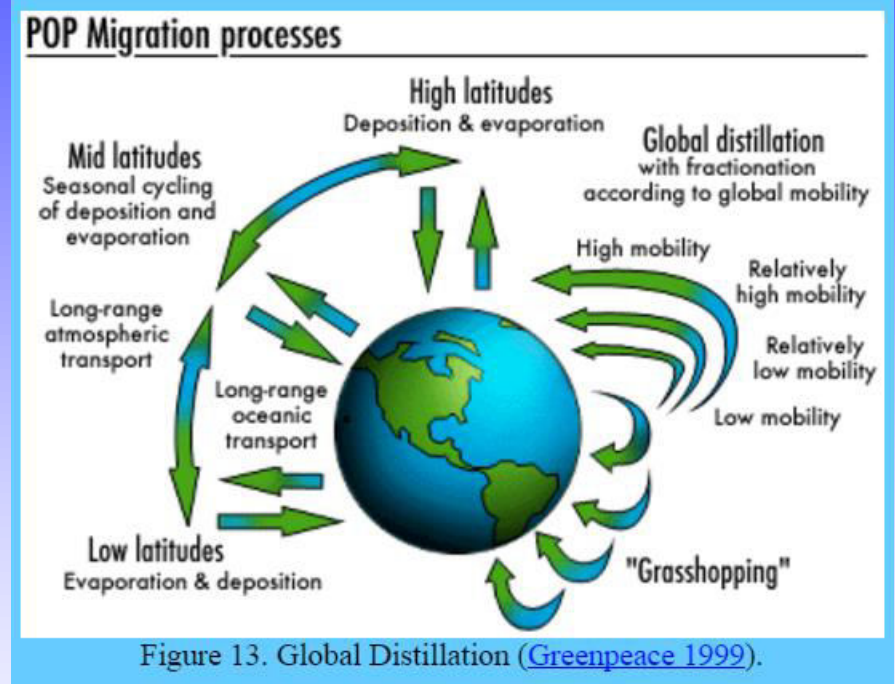 POP Migration processes
High latitudes
Deposition & evaporation
Mid latitudes
Seasonal cycling
of deposition and
evaporation
Global distillation
with fractionation
according to global mobility
High mobility
Relatively
high mobility
Relatively
low mobility
Low mobility
Long-range
atmospheric
transport
Long-range
oceanic
transport
Low latitudes
Evaporation & deposition
"Grasshopping"
Figure 13. Global Distillation (Greenpeace 1999).